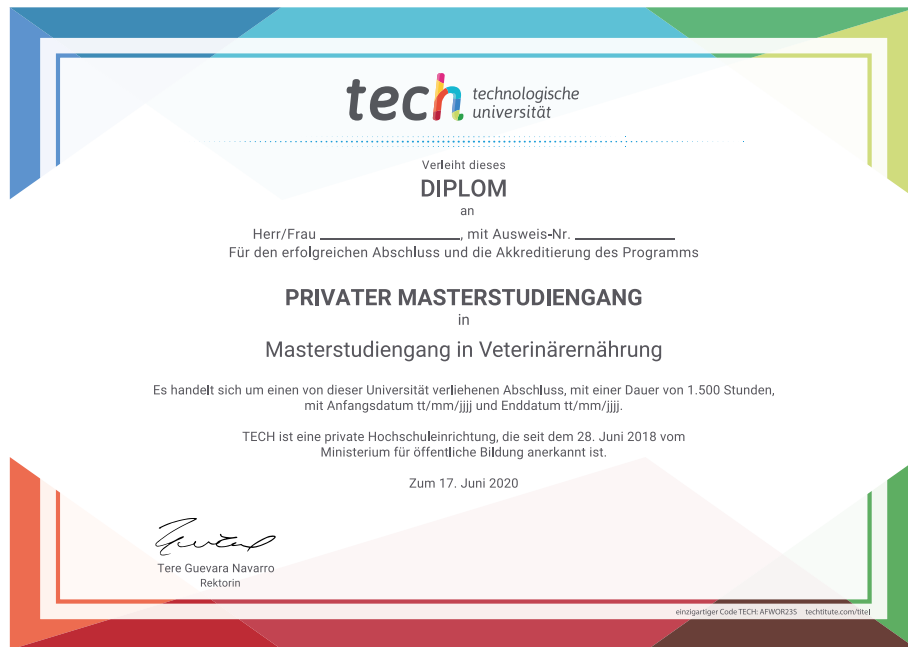 tech technologische
universität
Verleiht dieses
DIPLOM
an
Herr/Frau ____________________, mit Ausweis-Nr. ______________
Für den erfolgreichen Abschluss und die Akkreditierung des Programms
PRIVATER MASTERSTUDIENGANG
in
Masterstudiengang in Veterinärernährung
Es handelt sich um einen von dieser Universität verliehenen Abschluss, mit einer Dauer von 1.500 Stunden,
mit Anfangsdatum tt/mm/jjjj und Enddatum tt/mm/jjjj.
TECH ist eine private Hochschuleinrichtung, die seit dem 28. Juni 2018 vom
Ministerium für öffentliche Bildung anerkannt ist.
Zum 17. Juni 2020
Tere Guevara Navarro
Rektorin
einzigartiger Code TECH: AFWOR235 techtitute.com/titel